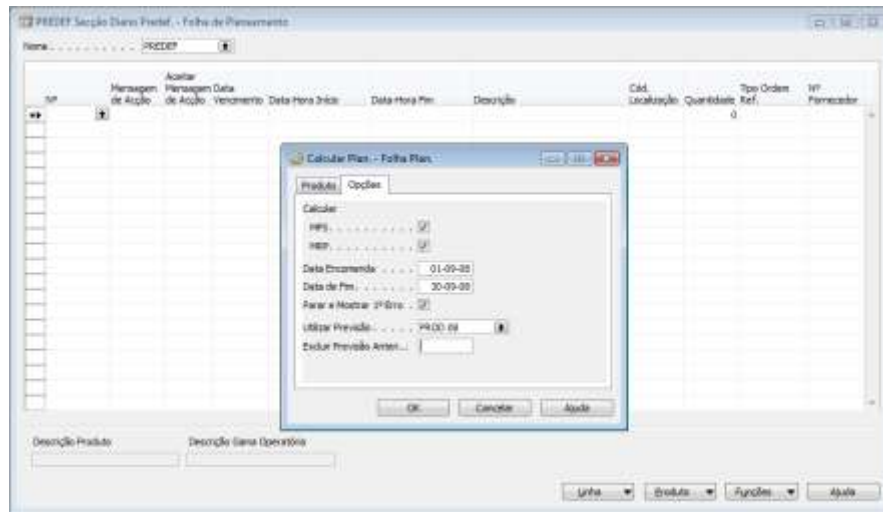 PREDEF Secção Diario Predef. - Folha de Planeamento
Nome . . . . . . . . . . . PREDEF
Nº
Mensagem de Acção
Aceitar Mensagem de Acção
Data Vencimento
Data-Hora Início
Data-Hora Fim
Descrição
Cód. Localização
Quantidade
Tipo Ordem Ref.
Nº Fornecedor
0
Calcular Plan. - Folha Plan.
Produto
Opções
Calcular
MPS. . . . . . . . . . .
MRP. . . . . . . . . . .
Data Encomenda . . . . 01-09-08
Data de Fim. . . . . . . 30-09-08
Parar e Mostrar 1º Erro . .
Utilizar Previsão. . . . . PROD 08
Excluir Previsão Anteri...
OK
Cancelar
Ajuda
Descrição Produto
Descrição Gama Operatória
Linha
Produto
Funções
Ajuda